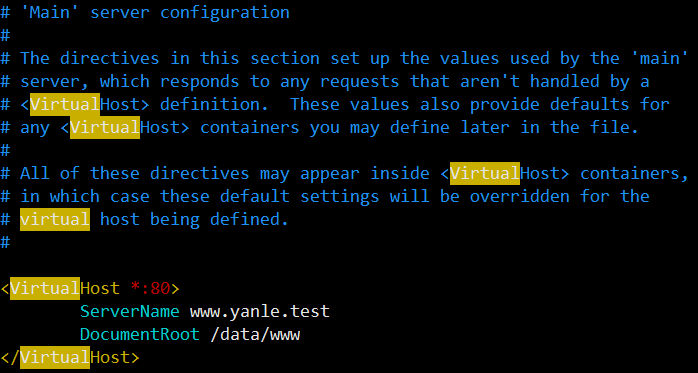 # 'Main' server configuration
#
# The directives in this section set up the values used by the 'main'
# server, which responds to any requests that aren't handled by a
# <VirtualHost> definition.  These values also provide defaults for
# any <VirtualHost> containers you may define later in the file.
#
# All of these directives may appear inside <VirtualHost> containers,
# in which case these default settings will be overridden for the
# virtual host being defined.
#

<VirtualHost *:80>
        ServerName www.yanle.test
        DocumentRoot /data/www
</VirtualHost>